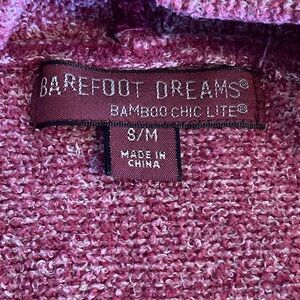 BAREFOOT DREAMS®
BAMBOO CHIC LITE®
S/M
MADE IN
CHINA